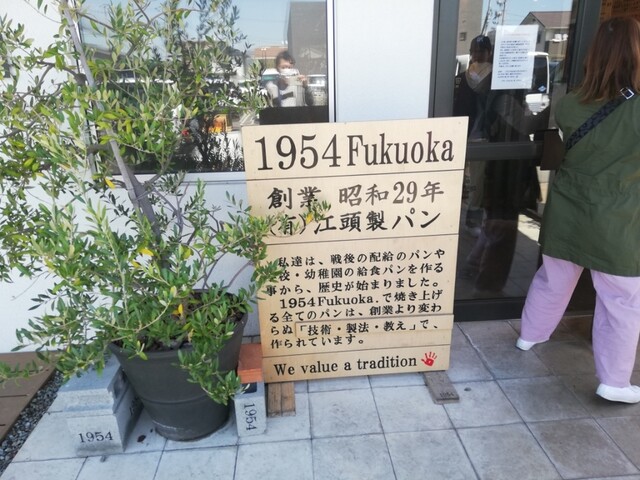 1954 Fukuoka
創業 昭和29年
(有)江頭製パン
私達は、戦後の配給のパンや
校・幼稚園の給食パンを作る
事から、歴史が始まりました。
1954Fukuoka.で焼き上げ
る全てのパンは、創業より変わ
らぬ「技術・製法・教え」で、
作られています。
We value a tradition
1954
1954